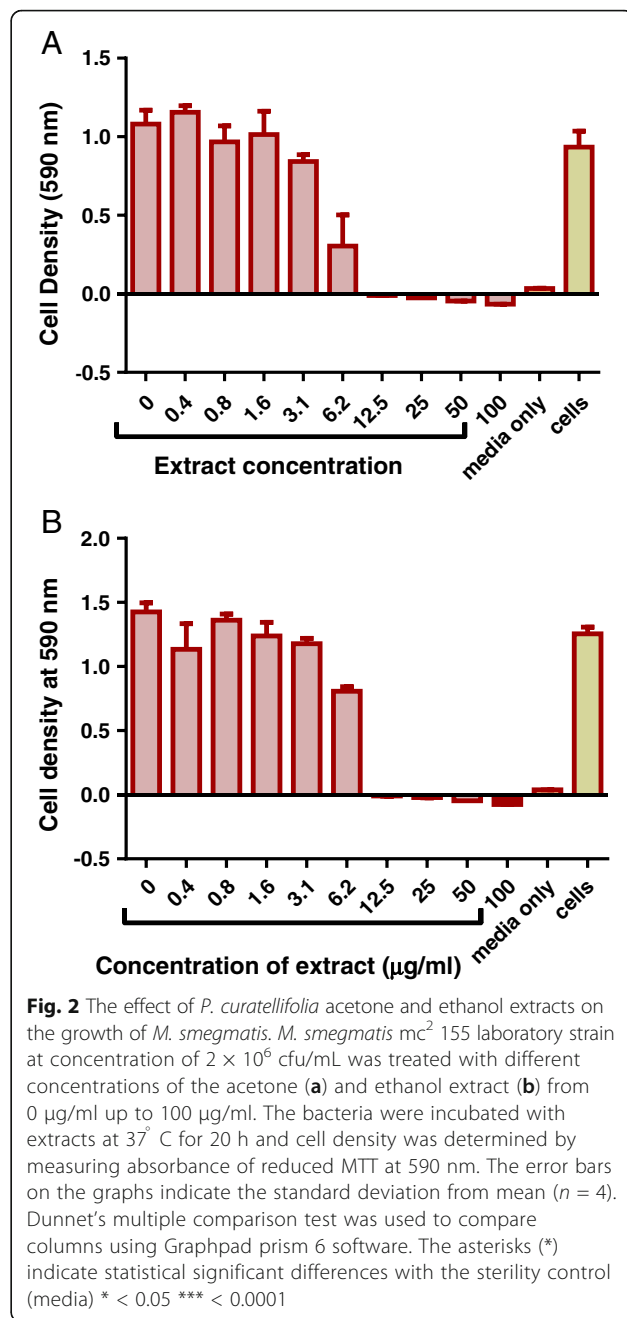 A
1.5
1.0
0.5
0.0
-0.5
Cell Density (590 nm)
0 0.4 0.8 1.6 3.1 6.2 12.5 25 50 100 media only cells
Extract concentration
B
2.0
1.5
1.0
0.5
0.0
-0.5
Cell density at 590 nm
0 0.4 0.8 1.6 3.1 6.2 12.5 25 50 100 media only cells
Concentration of extract (µg/ml)
Fig. 2 The effect of P. curatellifolia acetone and ethanol extracts on
the growth of M. smegmatis. M. smegmatis mc² 155 laboratory strain
at concentration of 2 × 10⁶ cfu/mL was treated with different
concentrations of the acetone (a) and ethanol extract (b) from
0 µg/ml up to 100 µg/ml. The bacteria were incubated with
extracts at 37° C for 20 h and cell density was determined by
measuring absorbance of reduced MTT at 590 nm. The error bars
on the graphs indicate the standard deviation from mean (n = 4).
Dunnet's multiple comparison test was used to compare
columns using Graphpad prism 6 software. The asterisks (*)
indicate statistical significant differences with the sterility control
(media) * < 0.05 *** < 0.0001